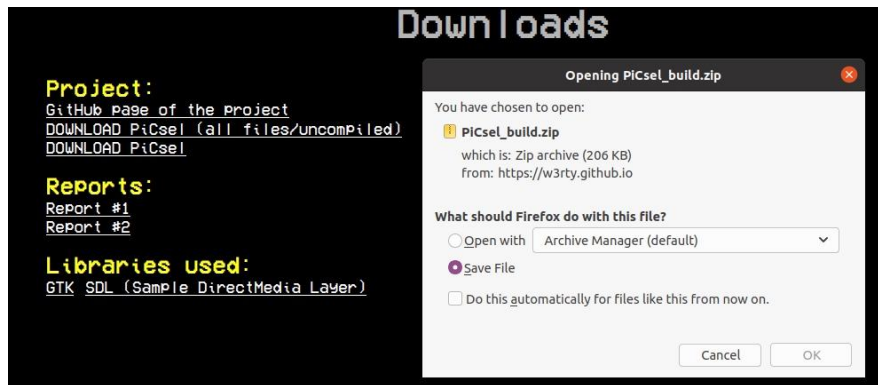 Downloads
Project:
GitHub page of the project
DOWNLOAD PiCsel (all files/uncompiled)
DOWNLOAD PiCsel
Reports:
Report #1
Report #2
Libraries used:
GTK SDL (Sample DirectMedia Layer)
Opening PiCsel_build.zip
You have chosen to open:
PiCsel_build.zip
which is: Zip archive (206 KB)
from: https://w3rty.github.io
What should Firefox do with this file?
Open with Archive Manager (default)
Save File
Do this automatically for files like this from now on.
Cancel OK